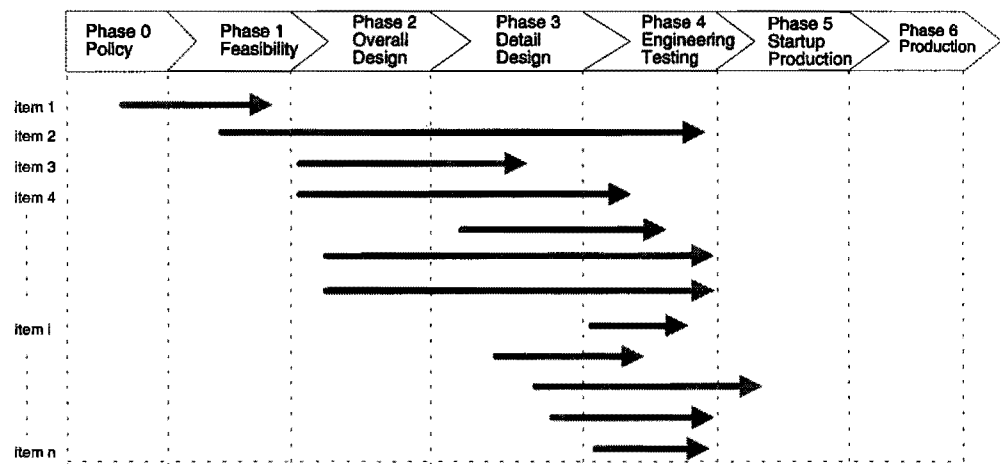 Phase 0
Policy
Phase 1
Feasibility
Phase 2
Overall
Design
Phase 3
Detail
Design
Phase 4
Engineering
Testing
Phase 5
Startup
Production
Phase 6
Production
item 1
item 2
item 3
item 4
item i
item n